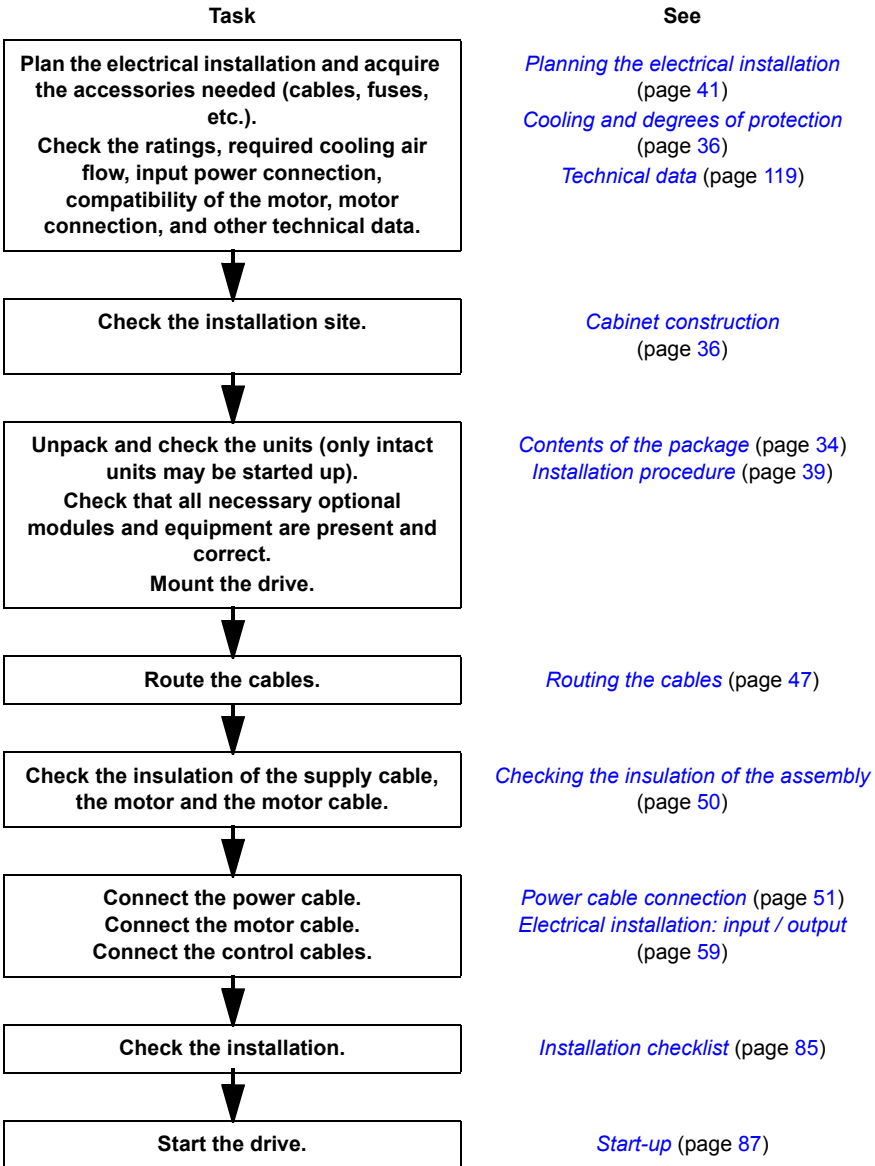 Task
See
Plan the electrical installation and acquire
the accessories needed (cables, fuses,
etc.).
Check the ratings, required cooling air
flow, input power connection,
compatibility of the motor, motor
connection, and other technical data.
Planning the electrical installation
(page 41)
Cooling and degrees of protection
(page 36)
Technical data (page 119)
Check the installation site.
Cabinet construction
(page 36)
Unpack and check the units (only intact
units may be started up).
Check that all necessary optional
modules and equipment are present and
correct.
Mount the drive.
Contents of the package (page 34)
Installation procedure (page 39)
Route the cables.
Routing the cables (page 47)
Check the insulation of the supply cable,
the motor and the motor cable.
Checking the insulation of the assembly
(page 50)
Connect the power cable.
Connect the motor cable.
Connect the control cables.
Power cable connection (page 51)
Electrical installation: input / output
(page 59)
Check the installation.
Installation checklist (page 85)
Start the drive.
Start-up (page 87)